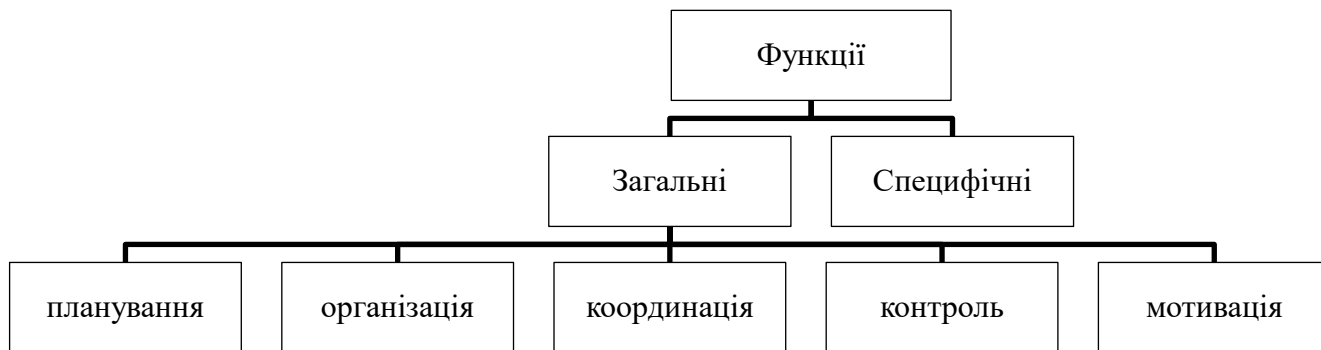 Функції
Загальні
Специфічні
планування
організація
координація
контроль
мотивація